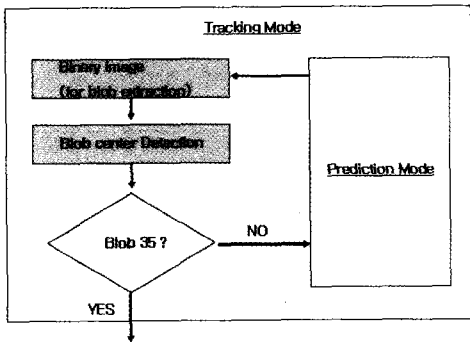 Tracking Mode
Binary Image
(for blob extraction)
Blob center Detection
Prediction Mode
Blob 35 ?
NO
YES